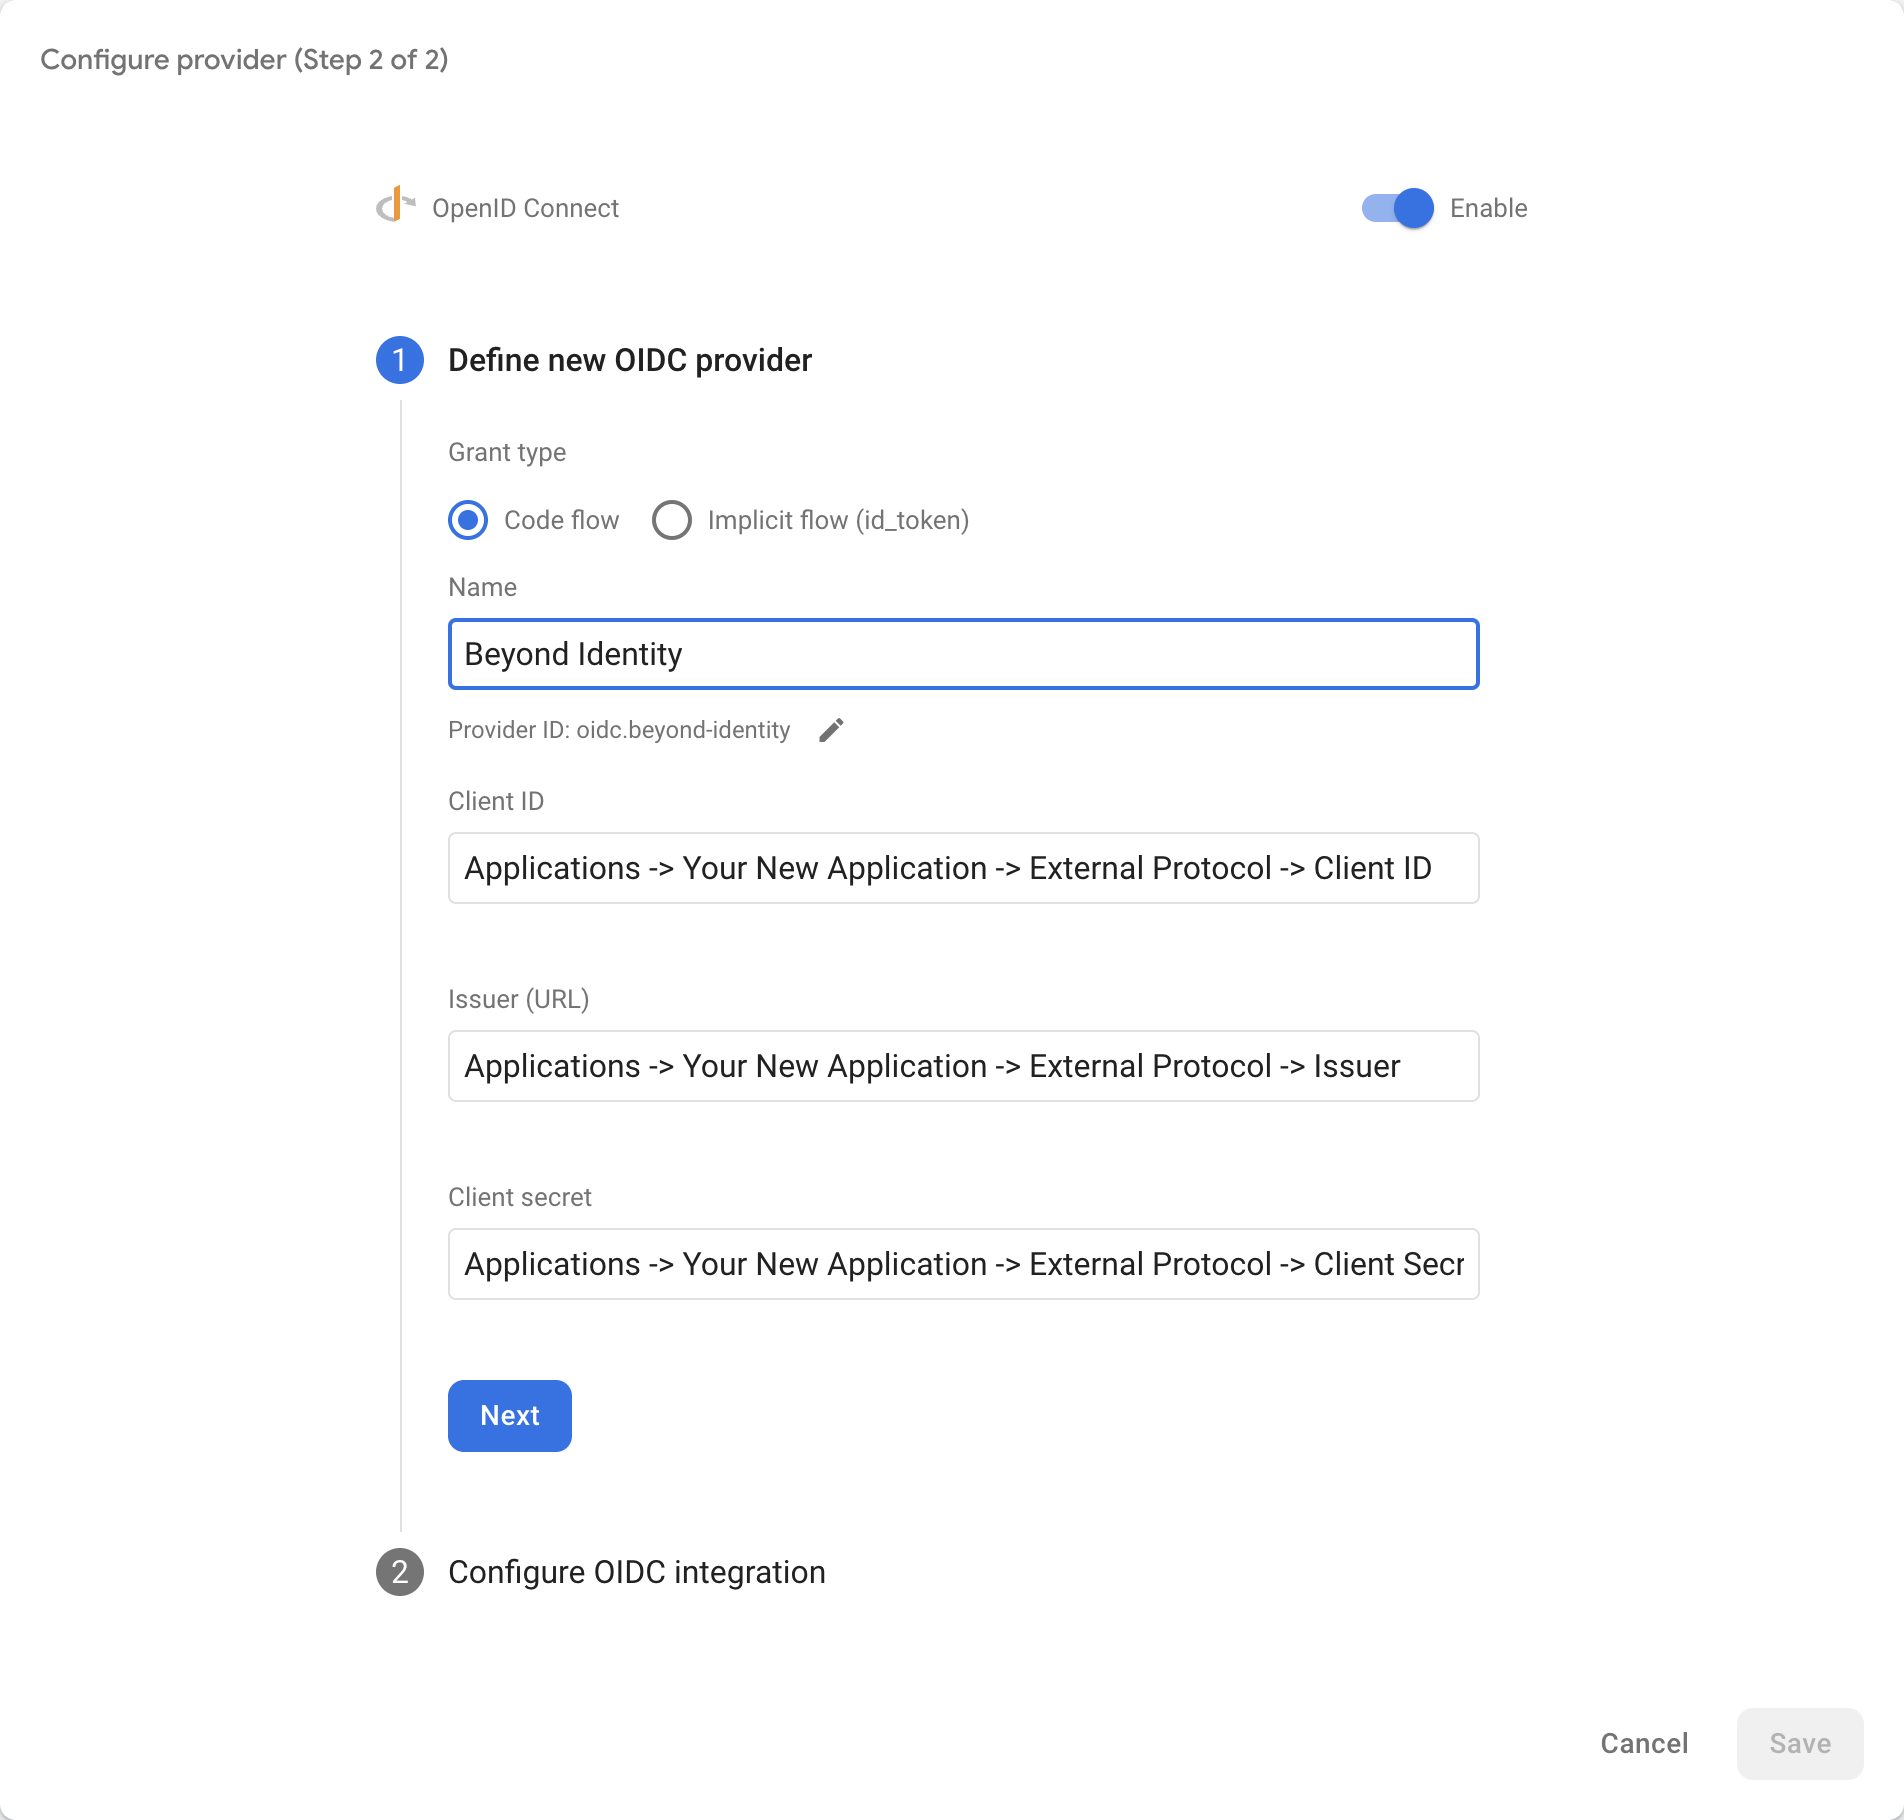 Configure provider (Step 2 of 2)
OpenID Connect
Enable
1 Define new OIDC provider
Grant type
Code flow Implicit flow (id_token)
Name
Beyond Identity
Provider ID: oidc.beyond-identity
Client ID
Applications -> Your New Application -> External Protocol -> Client ID
Issuer (URL)
Applications -> Your New Application -> External Protocol -> Issuer
Client secret
Applications -> Your New Application -> External Protocol -> Client Secr
Next
2 Configure OIDC integration
Cancel Save